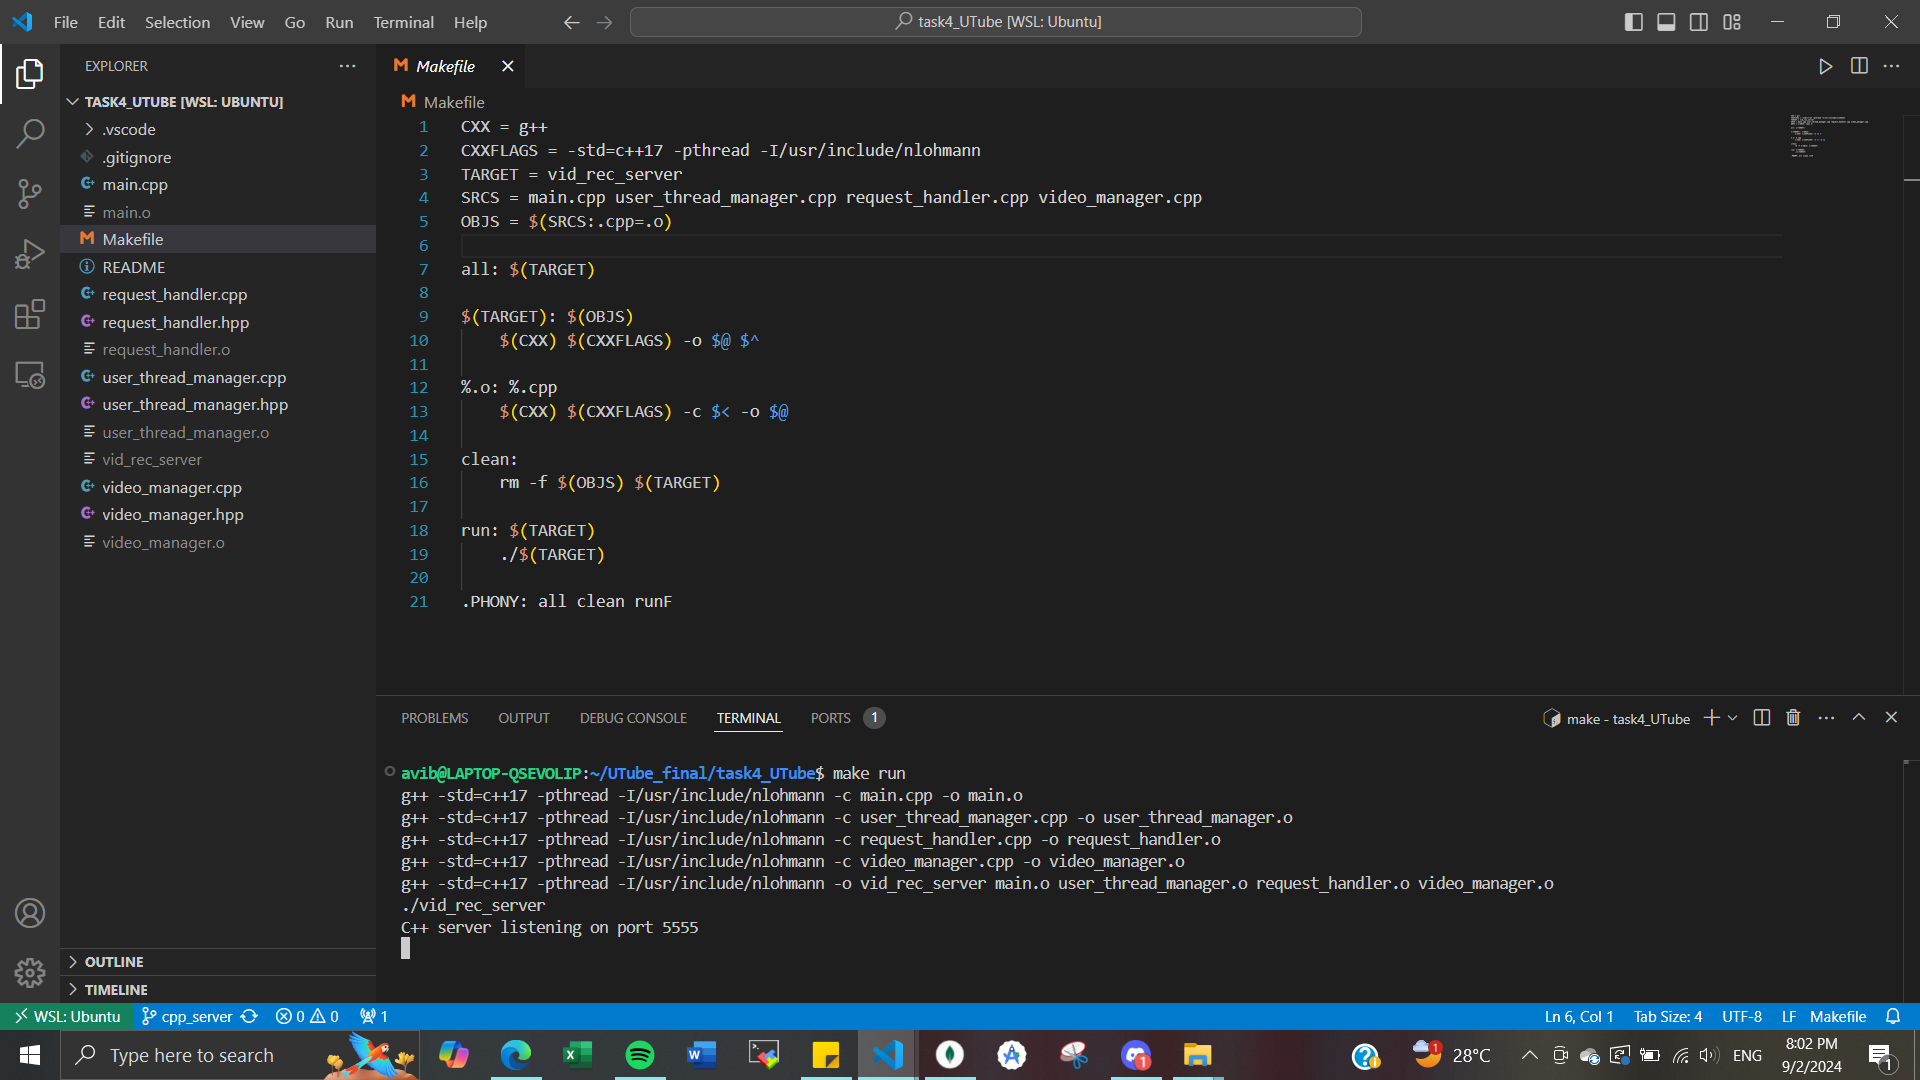 File Edit Selection View Go Run Terminal Help
task4_UTube [WSL: Ubuntu]
EXPLORER
TASK4_UTUBE [WSL: UBUNTU]
.vscode
.gitignore
main.cpp
main.o
Makefile
README
request_handler.cpp
request_handler.hpp
request_handler.o
user_thread_manager.cpp
user_thread_manager.hpp
user_thread_manager.o
vid_rec_server
video_manager.cpp
video_manager.hpp
video_manager.o
OUTLINE
TIMELINE
Makefile
Makefile
1 CXX = g++
2 CXXFLAGS = -std=c++17 -pthread -I/usr/include/nlohmann
3 TARGET = vid_rec_server
4 SRCS = main.cpp user_thread_manager.cpp request_handler.cpp video_manager.cpp
5 OBJS = $(SRCS:.cpp=.o)
6
7 all: $(TARGET)
8
9 $(TARGET): $(OBJS)
10 $(CXX) $(CXXFLAGS) -o $@ $^
11
12 %.o: %.cpp
13 $(CXX) $(CXXFLAGS) -c $< -o $@
14
15 clean:
16 rm -f $(OBJS) $(TARGET)
17
18 run: $(TARGET)
19 ./$(TARGET)
20
21 .PHONY: all clean runF
PROBLEMS OUTPUT DEBUG CONSOLE TERMINAL PORTS 1
make - task4_UTube
avib@LAPTOP-QSEVOLIP:~/UTube_final/task4_UTube$ make run
g++ -std=c++17 -pthread -I/usr/include/nlohmann -c main.cpp -o main.o
g++ -std=c++17 -pthread -I/usr/include/nlohmann -c user_thread_manager.cpp -o user_thread_manager.o
g++ -std=c++17 -pthread -I/usr/include/nlohmann -c request_handler.cpp -o request_handler.o
g++ -std=c++17 -pthread -I/usr/include/nlohmann -c video_manager.cpp -o video_manager.o
g++ -std=c++17 -pthread -I/usr/include/nlohmann -o vid_rec_server main.o user_thread_manager.o request_handler.o video_manager.o
./vid_rec_server
C++ server listening on port 5555
WSL: Ubuntu cpp_server 0 0 1
Ln 6, Col 1 Tab Size: 4 UTF-8 LF Makefile
Type here to search
28°C
ENG
8:02 PM
9/2/2024
1